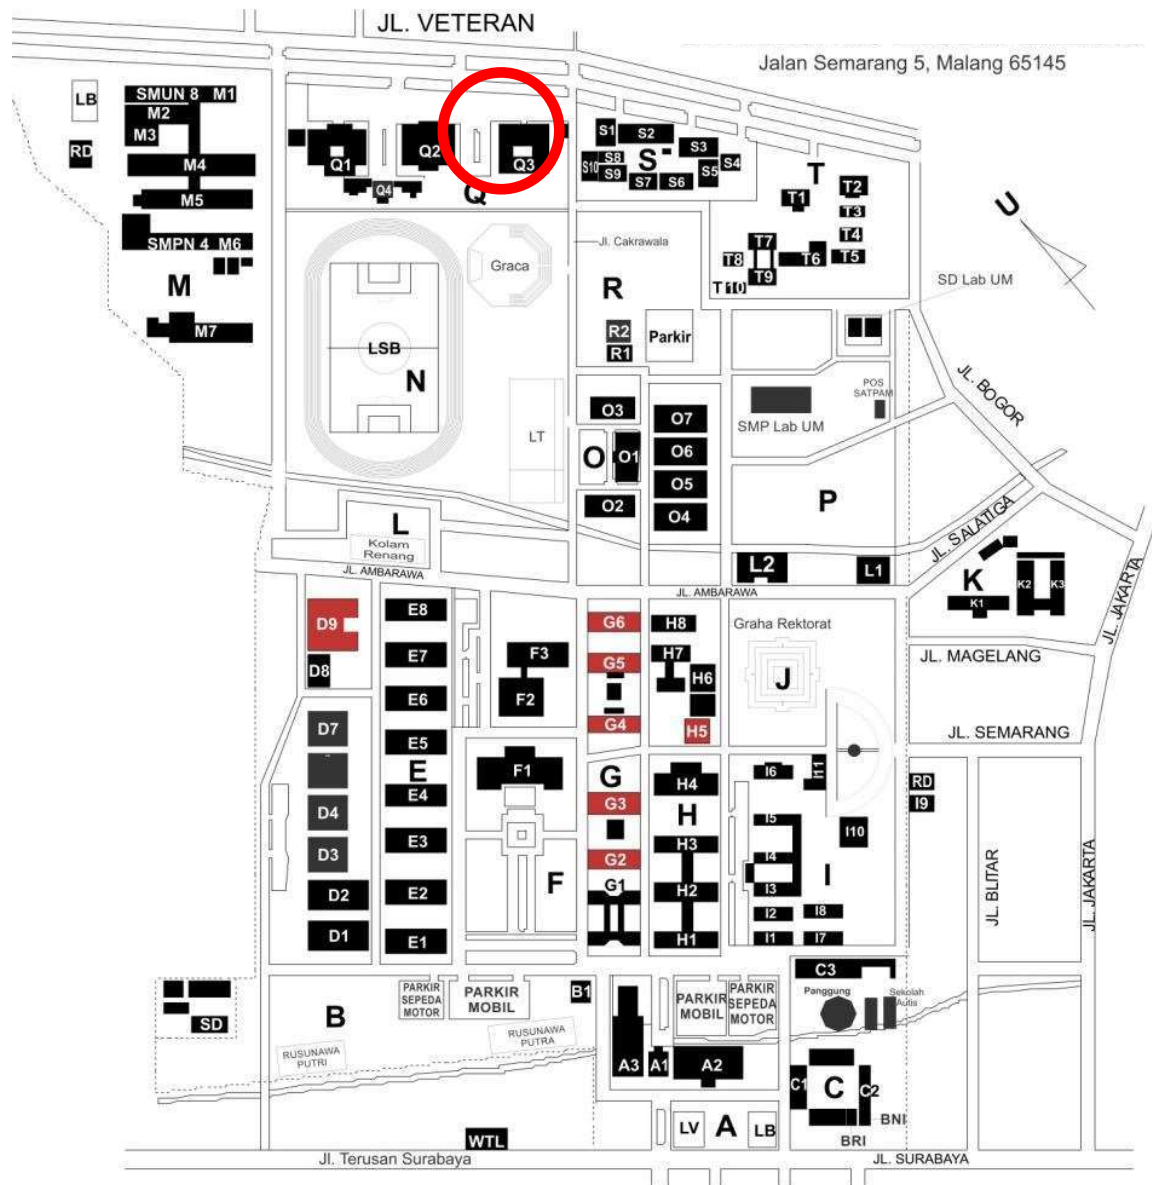 JL. VETERAN
Jalan Semarang 5, Malang 65145
LB
SMUN 8 M1
M2
M3
RD
M4
M5
SMPN 4 M6
M
M7
Q1
Q2
Q3
Q4
Q
S1
S2
S3
S4
S10
S8
S9
S
S5
S7
S6
T
T1
T2
T3
T4
T5
T6
T7
T8
T9
T10
U
Jl. Cakrawala
SD Lab UM
Graca
LSB
N
R
R2
R1
Parkir
JL. BOGOR
POS
SATPAM
SMP Lab UM
LT
O3
O
O1
O2
O7
O6
O5
O4
P
L
Kolam
Renang
JL. AMBARAWA
JL. AMBARAWA
L2
L1
JL. SALATIGA
K
K1
K2
K3
JL. JAKARTA
JL. MAGELANG
JL. SEMARANG
D9
D8
D7
D4
D3
D2
D1
E8
E7
E6
E5
E
E4
E3
E2
E1
F3
F2
F1
F
G6
G5
G4
G
G3
G2
G1
H8
H7
H6
H5
H4
H
H3
H2
H1
Graha Rektorat
J
I6
I11
I5
I4
I3
I2
I1
I
I8
I7
I10
RD
I9
JL. BLITAR
JL. JAKARTA
SD
B
PARKIR
SEPEDA
MOTOR
PARKIR
MOBIL
B1
RUSUNAWA
PUTRA
RUSUNAWA
PUTRI
PARKIR
MOBIL
PARKIR
SEPEDA
MOTOR
A3
A1
A2
C3
Panggung
Sekolah
Autis
C1
C
C2
BNI
BRI
LV
A
LB
WTL
Jl. Terusan Surabaya
JL. SURABAYA